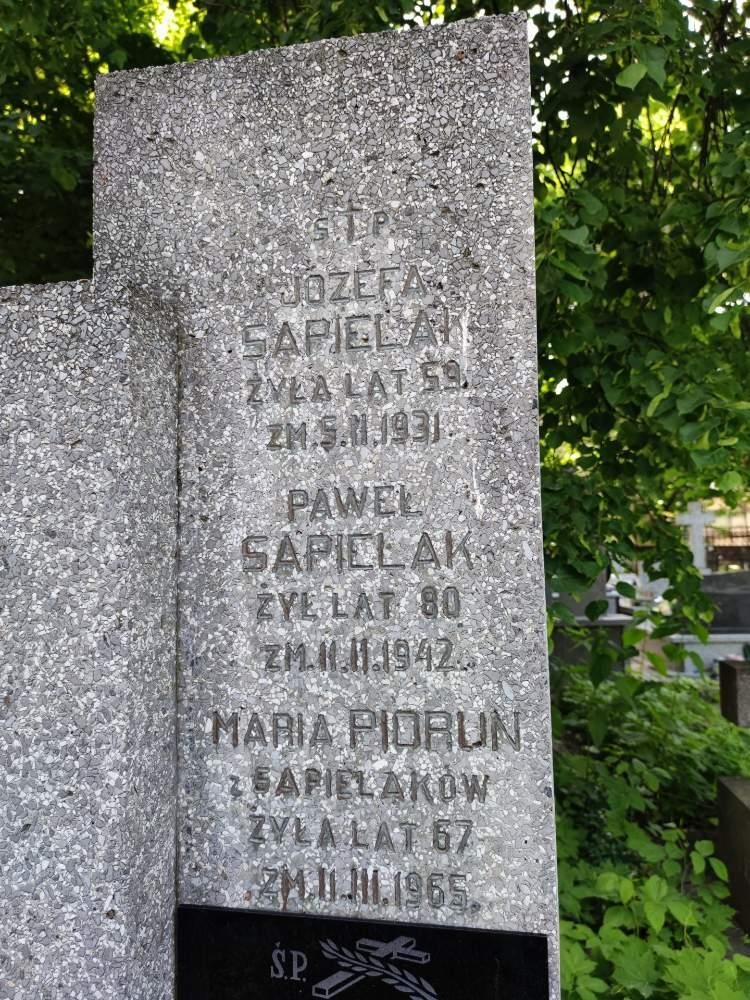 Ś.†P.
JÓZEFA
SAPIELAK
ŻYŁA LAT 59
ZM.5.II.1931
PAWEŁ
SAPIELAK
ŻYŁ LAT 80
ZM.11.II.1942.
MARIA PIORUN
z SAPIELAKÓW
ŻYŁA LAT 67
ZM.11.III.1965.
Ś.P.